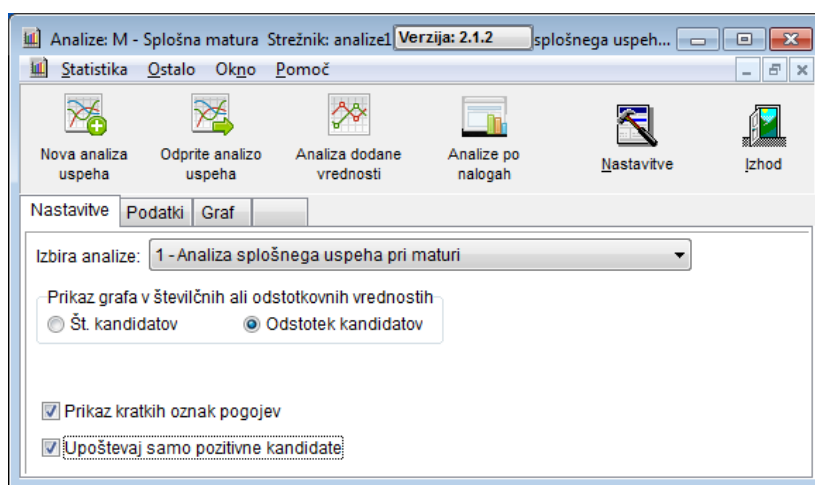 Analize: M - Splošna matura Strežnik: analize1 Verzija: 2.1.2 splošnega uspeh...
Statistika Ostalo Okno Pomoč
Nova analiza uspeha
Odprite analizo uspeha
Analiza dodane vrednosti
Analize po nalogah
Nastavitve
Izhod
Nastavitve Podatki Graf
Izbira analize: 1 - Analiza splošnega uspeha pri maturi
Prikaz grafa v številčnih ali odstotkovnih vrednostih
Št. kandidatov Odstotek kandidatov
Prikaz kratkih oznak pogojev
Upoštevaj samo pozitivne kandidate